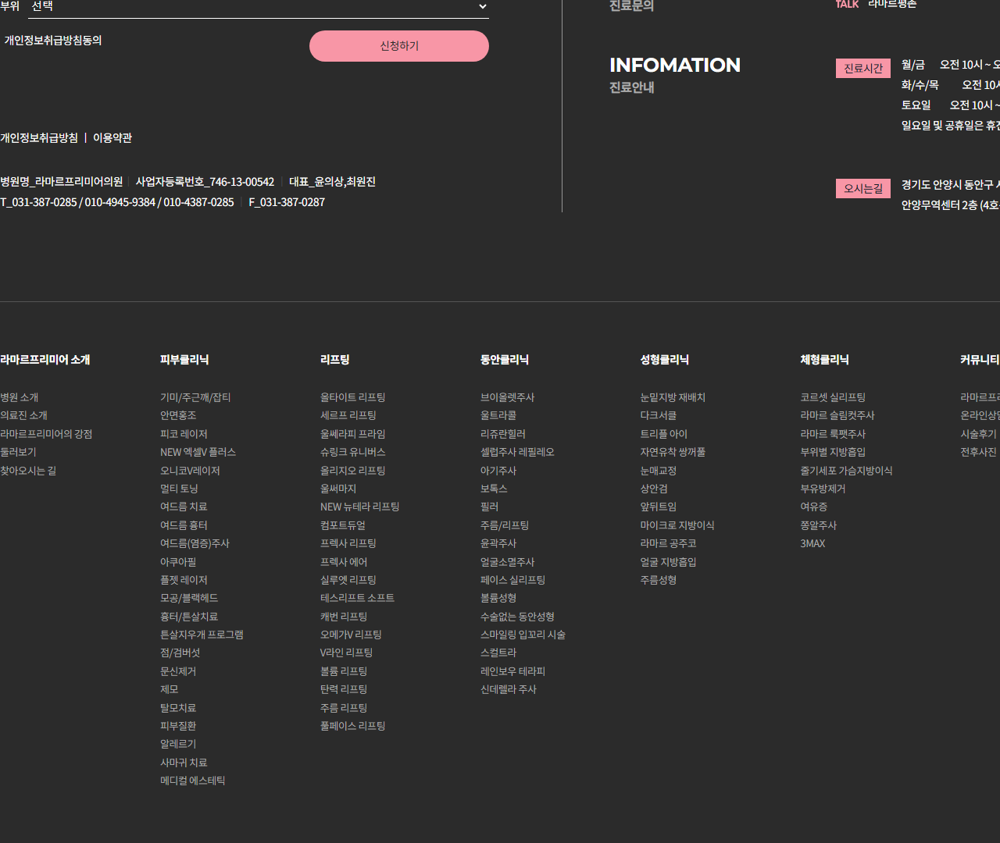 부위 선택
개인정보취급방침동의
신청하기
개인정보취급방침 | 이용약관
병원명_라마르프리미어의원 | 사업자등록번호_746-13-00542 | 대표_윤의상,최원진
T_031-387-0285 / 010-4945-9384 / 010-4387-0285 | F_031-387-0287
진료문의
TALK 라마르평촌
INFOMATION
진료안내
진료시간
월/금 오전 10시 ~ 오
화/수/목 오전 10시
토요일 오전 10시 ~
일요일 및 공휴일은 휴진
오시는길
경기도 안양시 동안구 시
안양무역센터 2층 (4호
라마르프리미어 소개
병원 소개
의료진 소개
라마르프리미어의 강점
둘러보기
찾아오시는 길
피부클리닉
기미/주근깨/잡티
안면홍조
피코 레이저
NEW 엑셀V 플러스
오니코V레이저
멀티 토닝
여드름 치료
여드름 흉터
여드름(염증)주사
아쿠아필
플젯 레이저
모공/블랙헤드
흉터/튼살치료
튼살지우개 프로그램
점/검버섯
문신제거
제모
탈모치료
피부질환
알레르기
사마귀 치료
메디컬 에스테틱
리프팅
올타이트 리프팅
세르프 리프팅
울쎄라피 프라임
슈링크 유니버스
올리지오 리프팅
울써마지
NEW 뉴테라 리프팅
컴포트듀얼
프렉사 리프팅
프렉사 에어
실루엣 리프팅
테스리프트 소프트
캐번 리프팅
오메가V 리프팅
V라인 리프팅
볼륨 리프팅
탄력 리프팅
주름 리프팅
풀페이스 리프팅
동안클리닉
브이올렛주사
울트라콜
리쥬란힐러
셀럽주사 레필레오
아기주사
보톡스
필러
주름/리프팅
윤곽주사
얼굴소멸주사
페이스 실리프팅
볼륨성형
수술없는 동안성형
스마일링 입꼬리 시술
스컬트라
레인보우 테라피
신데렐라 주사
성형클리닉
눈밑지방 재배치
다크서클
트리플 아이
자연유착 쌍꺼풀
눈매교정
상안검
앞뒤트임
마이크로 지방이식
라마르 공주코
얼굴 지방흡입
주름성형
체형클리닉
코르셋 실리프팅
라마르 슬림컷주사
라마르 룩팻주사
부위별 지방흡입
줄기세포 가슴지방이식
부유방제거
여유증
쫑알주사
3MAX
커뮤니티
라마르프리
온라인상담
시술후기
전후사진